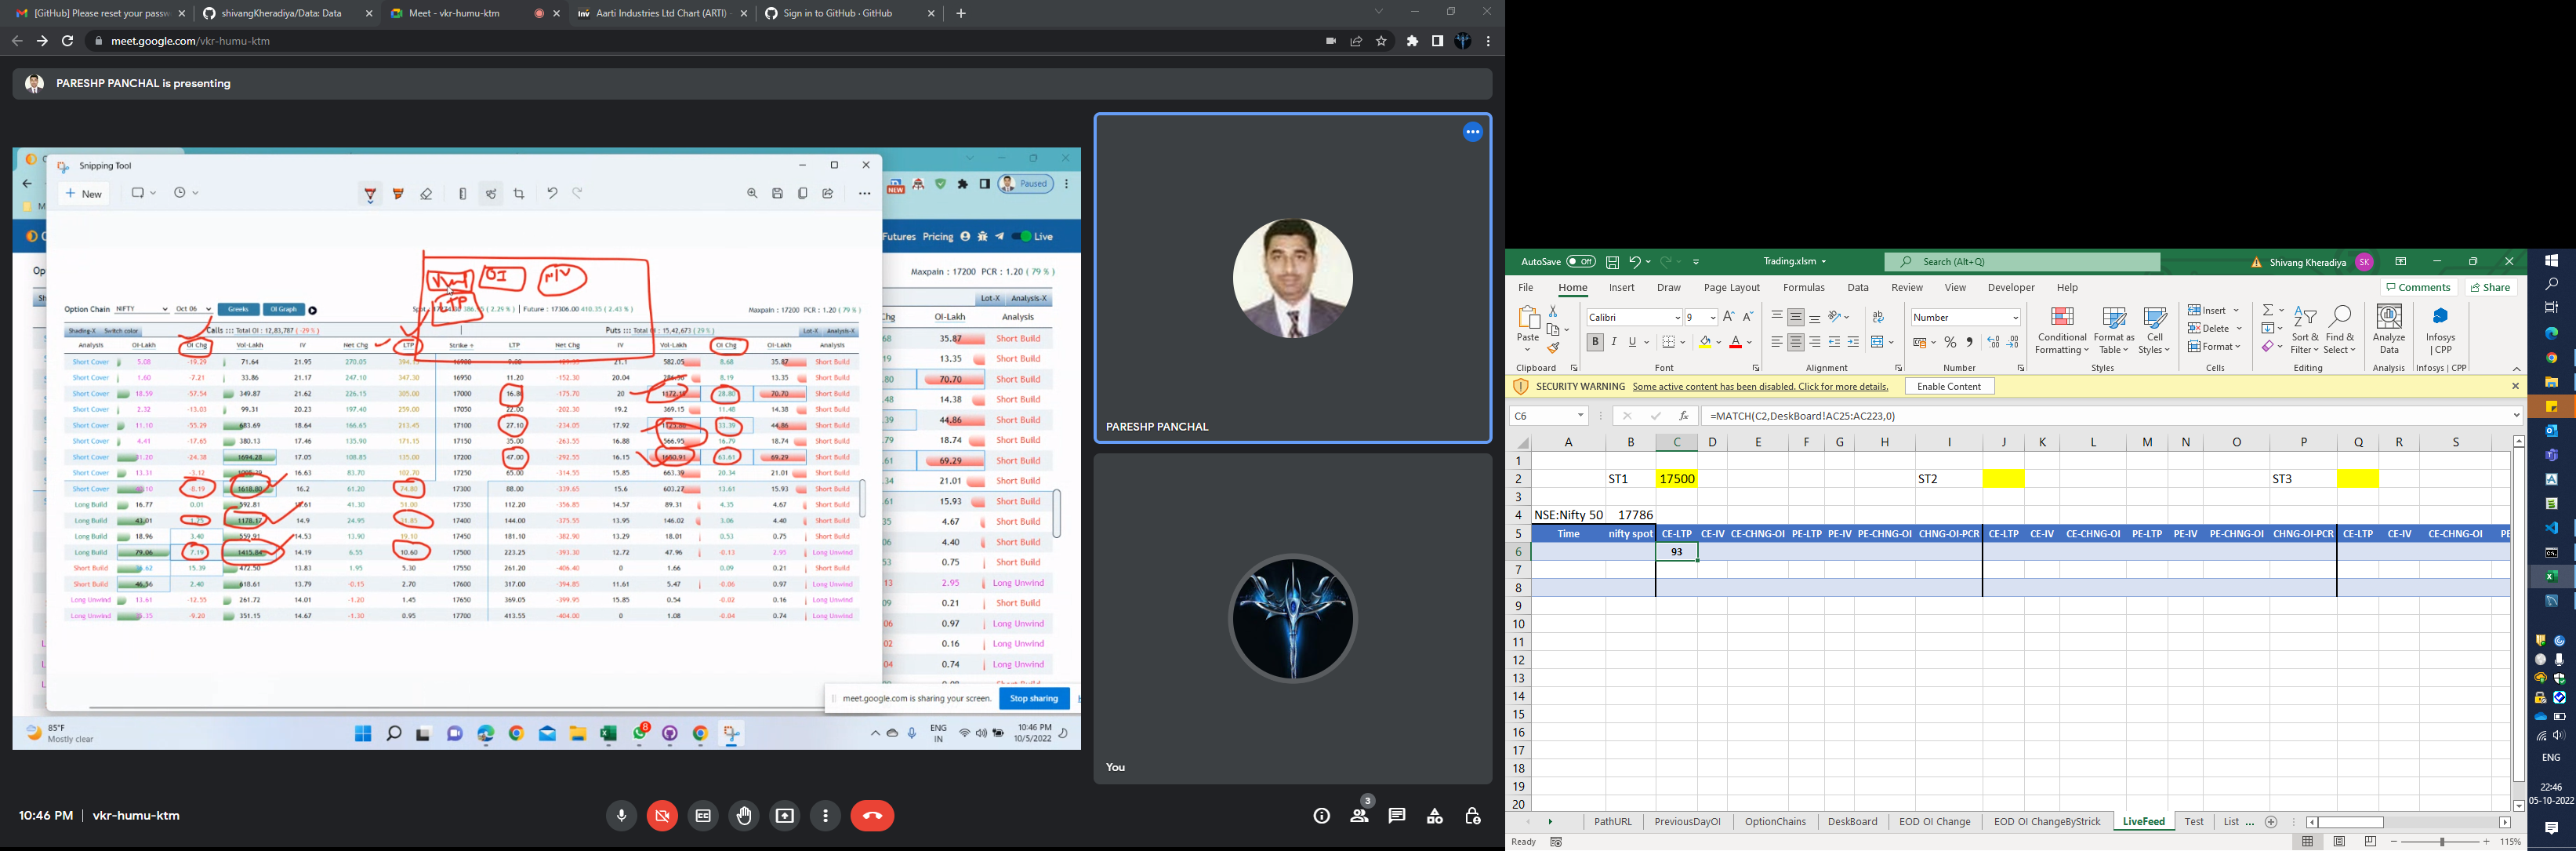 [GitHub] Please reset your passw
shivangKheradiya/Data: Data
Meet - vkr-humu-ktm
Aarti Industries Ltd Chart (ARTI)
Sign in to GitHub · GitHub
meet.google.com/vkr-humu-ktm
PARESHP PANCHAL is presenting
Snipping Tool
New
Paused
NEW
Futures Pricing Live
Maxpain : 17200 PCR : 1.20 ( 79 % )
OI
IV
LTP
Option Chain NIFTY Oct 06 Greeks OI Graph
Future : 17306.00 410.35 ( 2.43 % ) Maxpain : 17200 PCR : 1.20 ( 79 % )
Shading-X Switch color Calls ::: Total OI : 12,83,787 ( -29 % ) Puts ::: Total OI : 15,42,673 ( 29 % ) Lot-X Analysis-X
Analysis OI-Lakh OI Chg Vol-Lakh IV Net Chg LTP Strike LTP Net Chg IV Vol-Lakh OI Chg OI-Lakh Analysis
Short Cover 5.08 -19.29 71.64 21.95 270.05 16900 21.1 582.05 8.68 35.87 Short Build
Short Cover 1.60 -7.21 33.86 21.17 247.10 347.30 16950 11.20 -152.30 20.04 8.19 13.35 Short Build
Short Cover 18.59 -57.54 349.87 21.62 226.15 305.00 17000 16.80 -175.70 20 28.80 70.70 Short Build
Short Cover 2.32 -13.03 99.31 20.23 197.40 259.00 17050 22.00 -202.30 19.2 369.15 11.48 14.38 Short Build
Short Cover 11.10 -55.29 683.69 18.64 166.65 213.45 17100 27.10 -234.05 17.92 33.39 44.86 Short Build
Short Cover 4.41 -17.65 380.13 17.46 135.90 171.15 17150 35.00 -263.55 16.88 566.95 16.79 18.74 Short Build
Short Cover -24.38 1694.28 17.05 108.85 135.00 17200 47.00 -292.55 16.15 1660.91 63.61 69.29 Short Build
Short Cover 13.31 -3.12 16.63 83.70 102.70 17250 65.00 -314.55 15.85 663.39 20.34 21.01 Short Build
Short Cover -8.19 1618.80 16.2 61.20 74.80 17300 88.00 -339.65 15.6 603.27 13.61 15.93 Short Build
Long Build 16.77 0.01 592.81 41.30 51.00 17350 112.20 -356.85 14.57 89.31 4.35 4.67 Short Build
Long Build 43.01 1178.17 14.9 24.95 17400 144.00 -375.55 13.95 146.02 3.06 4.40 Short Build
Long Build 18.96 3.40 559.91 14.53 13.90 19.10 17450 181.10 -382.90 13.29 18.01 0.53 0.75 Short Build
Long Build 79.06 7.19 1415.84 14.19 6.55 10.60 17500 223.25 -393.30 12.72 47.96 -0.13 2.95 Long Unwind
Short Build 15.39 472.50 13.83 1.95 5.30 17550 261.20 -406.40 0 1.66 0.09 0.21 Short Build
Short Build 2.40 618.61 13.79 -0.15 2.70 17600 317.00 -394.85 11.61 5.47 -0.06 0.97 Long Unwind
Long Unwind 13.61 -12.55 261.72 14.01 -1.20 1.45 17650 369.05 -399.95 15.85 0.54 -0.02 0.16 Long Unwind
Long Unwind -9.20 351.15 14.67 -1.30 0.95 17700 413.55 -404.00 0 1.08 -0.04 0.74 Long Unwind
Lot-X Analysis-X
OI-Lakh Analysis
35.87 Short Build
13.35 Short Build
70.70 Short Build
14.38 Short Build
44.86 Short Build
18.74 Short Build
69.29 Short Build
21.01 Short Build
15.93 Short Build
4.67 Short Build
4.40 Short Build
0.75 Short Build
2.95 Long Unwind
0.21 Short Build
0.97 Long Unwind
0.16 Long Unwind
0.74 Long Unwind
meet.google.com is sharing your screen. Stop sharing
85°F
Mostly clear
8
ENG
IN
10:46 PM
10/5/2022
PARESHP PANCHAL
You
10:46 PM | vkr-humu-ktm
3
AutoSave Off Trading.xlsm Search (Alt+Q) Shivang Kheradiya SK
File Home Insert Draw Page Layout Formulas Data Review View Developer Help Comments Share
Paste
Calibri 9
Number
Conditional Formatting
Format as Table
Cell Styles
Insert
Delete
Format
Sort & Filter
Find & Select
Analyze Data
Infosys | CPP
Clipboard Font Alignment Number Styles Cells Editing Analysis Infosys | CPP
SECURITY WARNING Some active content has been disabled. Click for more details. Enable Content
C6 fx =MATCH(C2,DeskBoard!AC25:AC223,0)
A B C D E F G H I J K L M N O P Q R S
1
2 ST1 17500 ST2 ST3
3
4 NSE:Nifty 50 17786
5 Time nifty spot CE-LTP CE-IV CE-CHNG-OI PE-LTP PE-IV PE-CHNG-OI CHNG-OI-PCR CE-LTP CE-IV CE-CHNG-OI PE-LTP PE-IV PE-CHNG-OI CHNG-OI-PCR CE-LTP CE-IV CE-CHNG-OI PE
6 93
7
8
9
10
11
12
13
14
15
16
17
18
19
20
PathURL PreviousDayOI OptionChains DeskBoard EOD OI Change EOD OI ChangeByStrick LiveFeed Test List ...
Ready 115%
ENG
22:46
05-10-2022